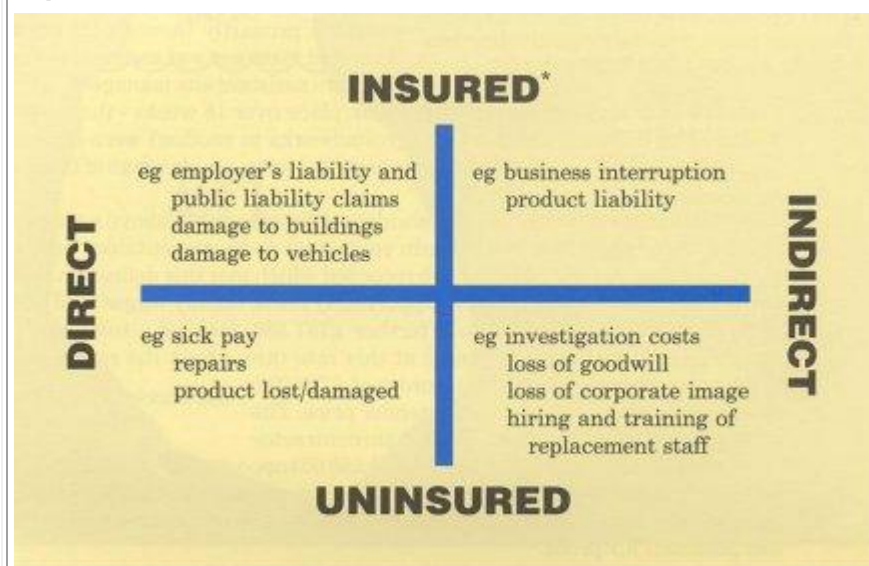 INSURED*
eg employer's liability and
public liability claims
damage to buildings
damage to vehicles
eg business interruption
product liability
DIRECT
INDIRECT
eg sick pay
repairs
product lost/damaged
eg investigation costs
loss of goodwill
loss of corporate image
hiring and training of
replacement staff
UNINSURED